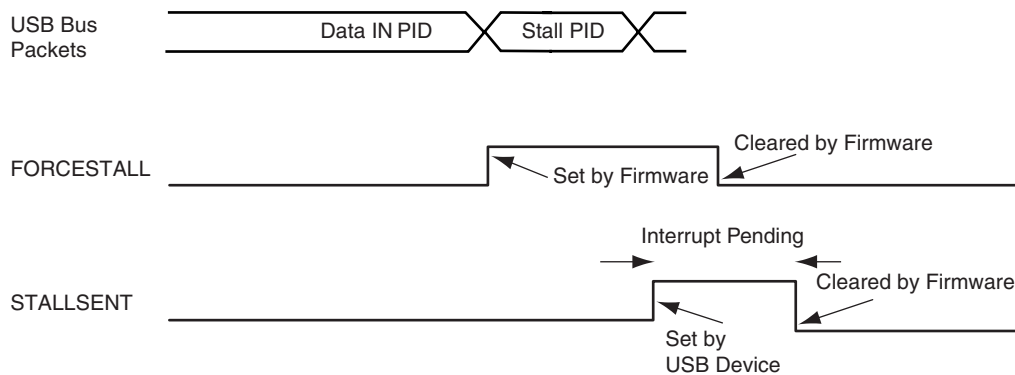 USB Bus
Packets
Data IN PID
Stall PID
FORCESTALL
Set by Firmware
Cleared by Firmware
Interrupt Pending
STALLSENT
Cleared by Firmware
Set by
USB Device